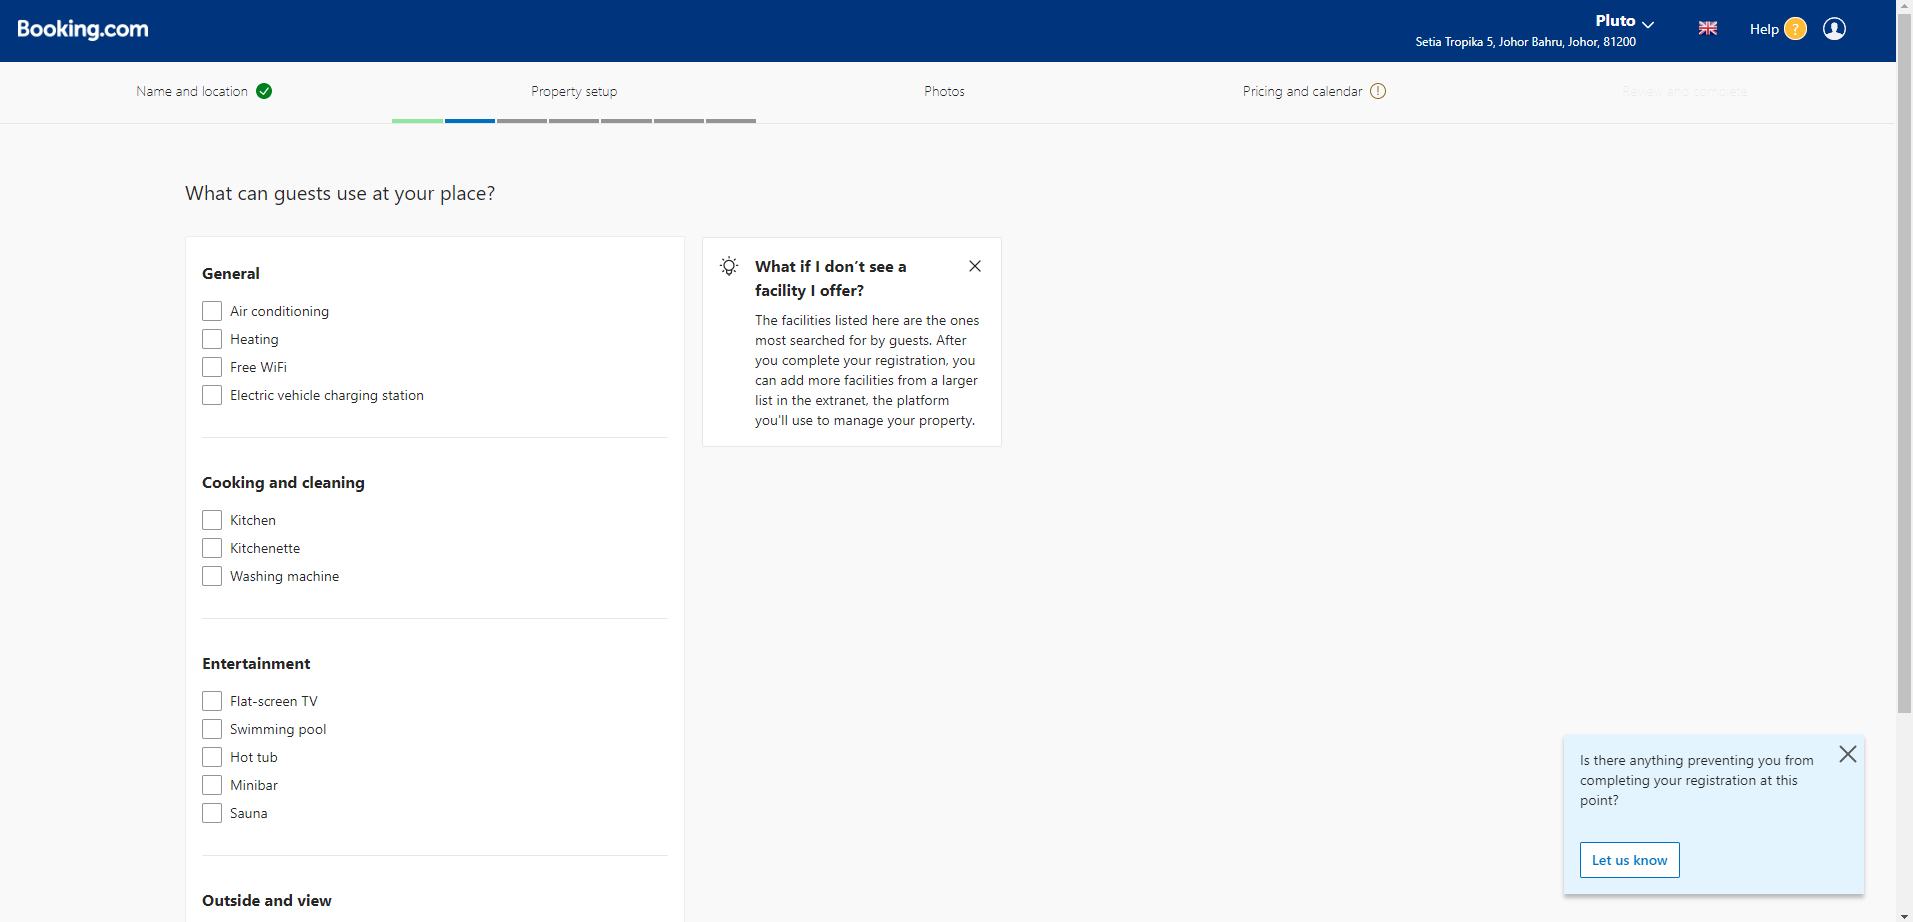 Booking.com
Pluto
Setia Tropika 5, Johor Bahru, Johor, 81200
Help ?
Name and location
Property setup
Photos
Pricing and calendar
Review and complete
What can guests use at your place?
General
Air conditioning
Heating
Free WiFi
Electric vehicle charging station
Cooking and cleaning
Kitchen
Kitchenette
Washing machine
Entertainment
Flat-screen TV
Swimming pool
Hot tub
Minibar
Sauna
Outside and view
What if I don’t see a
facility I offer?
The facilities listed here are the ones
most searched for by guests. After
you complete your registration, you
can add more facilities from a larger
list in the extranet, the platform
you'll use to manage your property.
Is there anything preventing you from
completing your registration at this
point?
Let us know